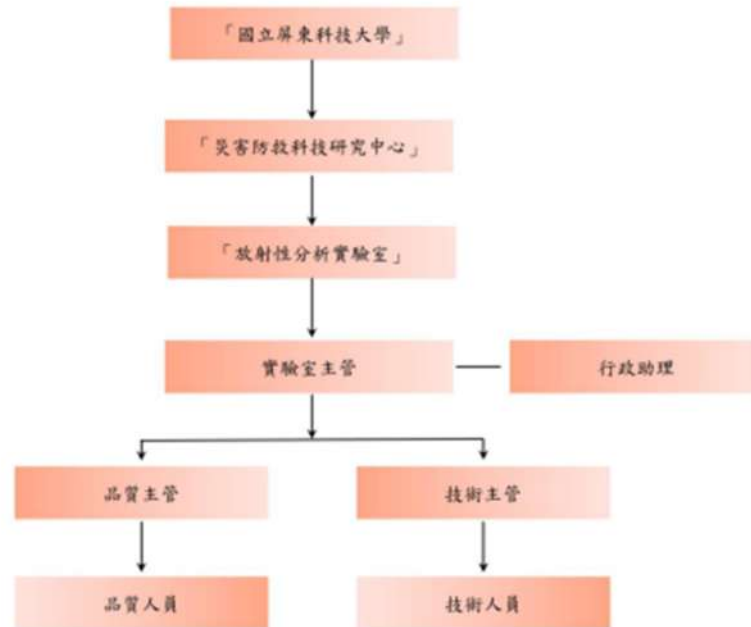 「國立屏東科技大學」
「災害防救科技研究中心」
「放射性分析實驗室」
實驗室主管
行政助理
品質主管
技術主管
品質人員
技術人員